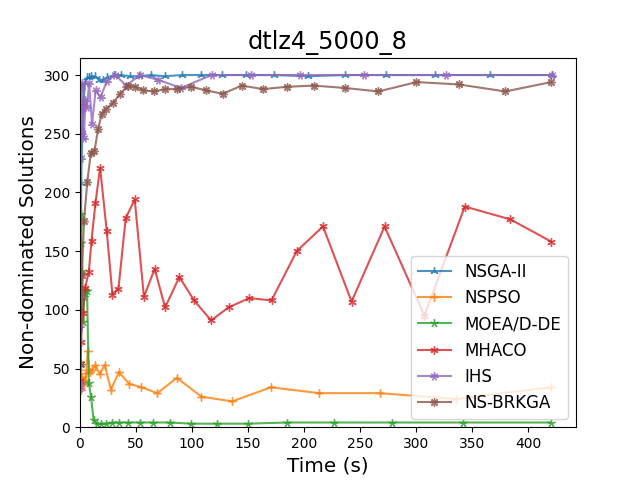 dtlz4_5000_8
Non-dominated Solutions
300
250
200
150
100
50
0
0 50 100 150 200 250 300 350 400
Time (s)
NSGA-II
NSPSO
MOEA/D-DE
MHACO
IHS
NS-BRKGA